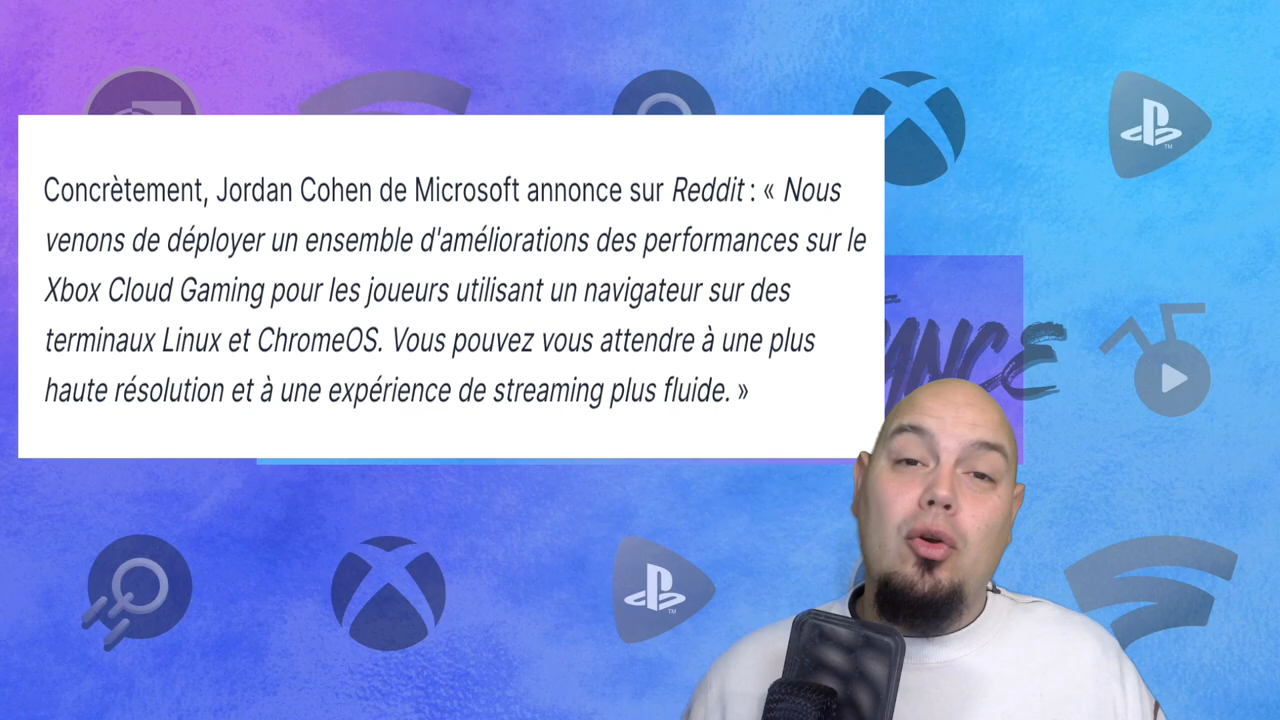 Concrètement, Jordan Cohen de Microsoft annonce sur Reddit : « Nous
venons de déployer un ensemble d'améliorations des performances sur le
Xbox Cloud Gaming pour les joueurs utilisant un navigateur sur des
terminaux Linux et ChromeOS. Vous pouvez vous attendre à une plus
haute résolution et à une expérience de streaming plus fluide. »
TM
TM